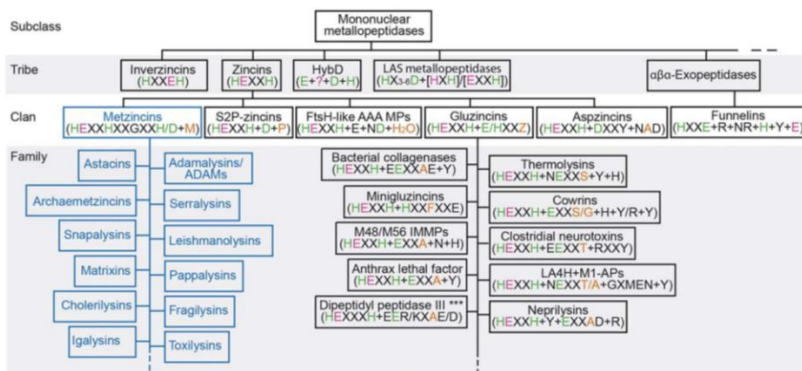 Subclass
Mononuclear
metallopeptidases
Tribe
Inverzincins
(HXXEH)
Zincins
(HEXXH)
HybD
(E+?+D+H)
LAS metallopeptidases
(HX3-6D+[HXH]/[EXXH])
αβα-Exopeptidases
Clan
Metzincins
(HEXXHXXGXXH/D+M)
S2P-zincins
(HEXXH+D+P)
FtsH-like AAA MPs
(HEXXH+E+ND+H2O)
Gluzincins
(HEXXH+E/HXXZ)
Aspzincins
(HEXXH+DXXY+NAD)
Funnelins
(HXXE+R+NR+H+Y+E)
Family
Astacins
Archaemetzincins
Snapalysins
Matrixins
Cholerilysins
Igalysins
Adamalysins/
ADAMs
Serralysins
Leishmanolysins
Pappalysins
Fragilysins
Toxilysins
Bacterial collagenases
(HEXXH+EEXXAE+Y)
Minigluzincins
(HEXXH+HXXFXXE)
M48/M56 IMMPs
(HEXXH+EXXA+N+H)
Anthrax lethal factor
(HEXXH+EXXA+Y)
Dipeptidyl peptidase III ***
(HEXXXH+EER/KXAE/D)
Thermolysins
(HEXXH+NEXXS+Y+H)
Cowrins
(HEXXH+EXXS/G+H+Y/R+Y)
Clostridial neurotoxins
(HEXXH+EEXXT+RXXY)
LA4H+M1-APs
(HEXXH+NEXXT/A+GXMEN+Y)
Neprilysins
(HEXXH+Y+EXXAD+R)